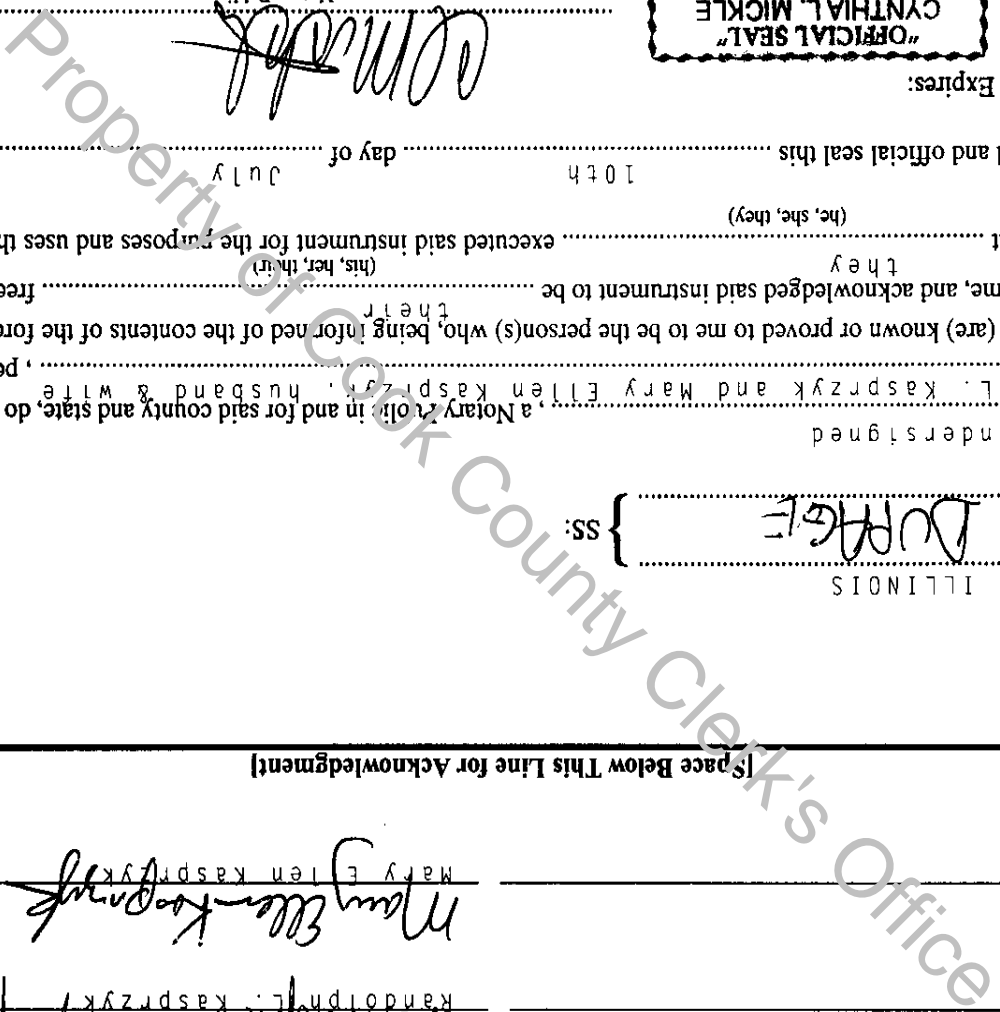 Randolph L. Kasprzyk
Mary Ellen Kasprzyk
Mary Ellen Kasprzyk
[Space Below This Line for Acknowledgment]
ILLINOIS
DUPAGE
SS:
ndersigned
, a Notary Public in and for said county and state, do
L. Kasprzyk and Mary Ellen Kasprzyk, husband & wife
(are) known or proved to me to be the person(s) who, being informed of the contents of the fore
me, and acknowledged said instrument to be their free
(his, her, their)
they executed said instrument for the purposes and uses th
(he, she, they)
and official seal this 10th day of July
Expires:
"OFFICIAL SEAL"
CYNTHIA L. MICKLE
Property of Cook County Clerk's Office